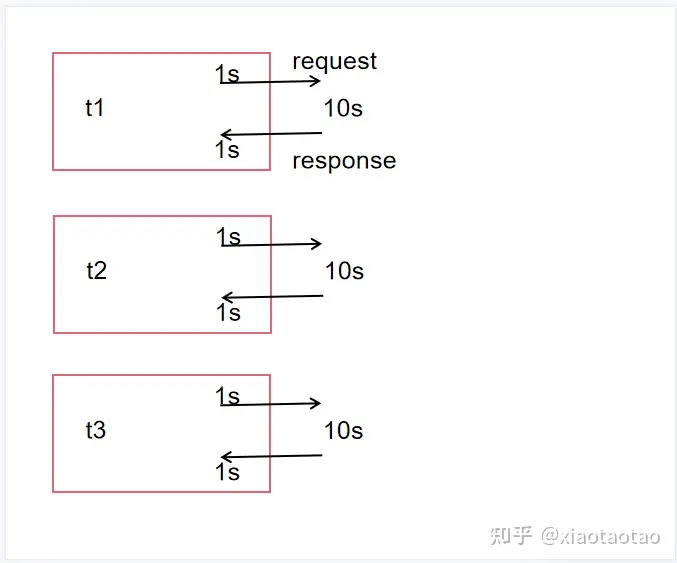 request
1s
t1
10s
1s
response
1s
t2
10s
1s
1s
t3
10s
1s
知乎 @xiaotaotao